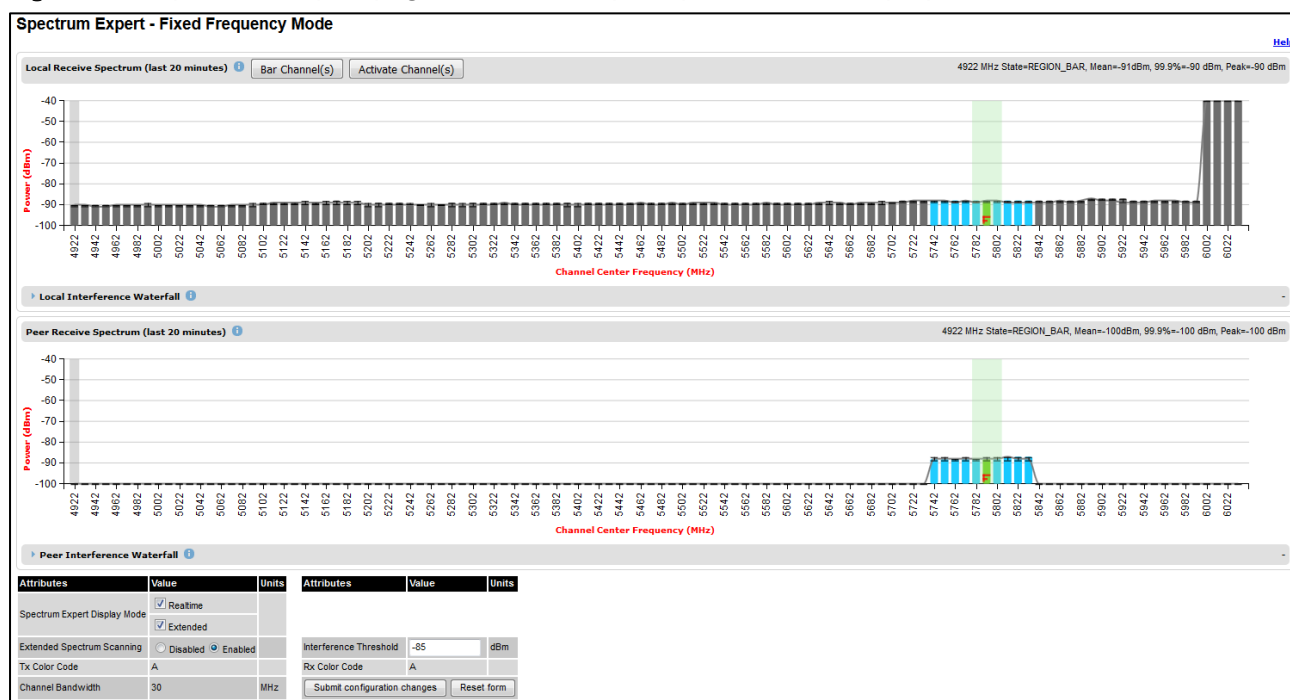 Spectrum Expert - Fixed Frequency Mode
Help
Local Receive Spectrum (last 20 minutes) Bar Channel(s) Activate Channel(s) 4922 MHz State=REGION_BAR, Mean=-91dBm, 99.9%=-90 dBm, Peak=-90 dBm
Power (dBm)
-40
-50
-60
-70
-80
-90
-100
F
4922 4942 4962 4982 5002 5022 5042 5062 5082 5102 5122 5142 5162 5182 5202 5222 5242 5262 5282 5302 5322 5342 5362 5382 5402 5422 5442 5462 5482 5502 5522 5542 5562 5582 5602 5622 5642 5662 5682 5702 5722 5742 5762 5782 5802 5822 5842 5862 5882 5902 5922 5942 5962 5982 6002 6022
Channel Center Frequency (MHz)
Local Interference Waterfall -
Peer Receive Spectrum (last 20 minutes) 4922 MHz State=REGION_BAR, Mean=-100dBm, 99.9%=-100 dBm, Peak=-100 dBm
Power (dBm)
-40
-50
-60
-70
-80
-90
-100
F
4922 4942 4962 4982 5002 5022 5042 5062 5082 5102 5122 5142 5162 5182 5202 5222 5242 5262 5282 5302 5322 5342 5362 5382 5402 5422 5442 5462 5482 5502 5522 5542 5562 5582 5602 5622 5642 5662 5682 5702 5722 5742 5762 5782 5802 5822 5842 5862 5882 5902 5922 5942 5962 5982 6002 6022
Channel Center Frequency (MHz)
Peer Interference Waterfall -
Attributes Value Units Attributes Value Units
Spectrum Expert Display Mode Realtime
Extended
Extended Spectrum Scanning Disabled Enabled Interference Threshold -85 dBm
Tx Color Code A Rx Color Code A
Channel Bandwidth 30 MHz Submit configuration changes Reset form